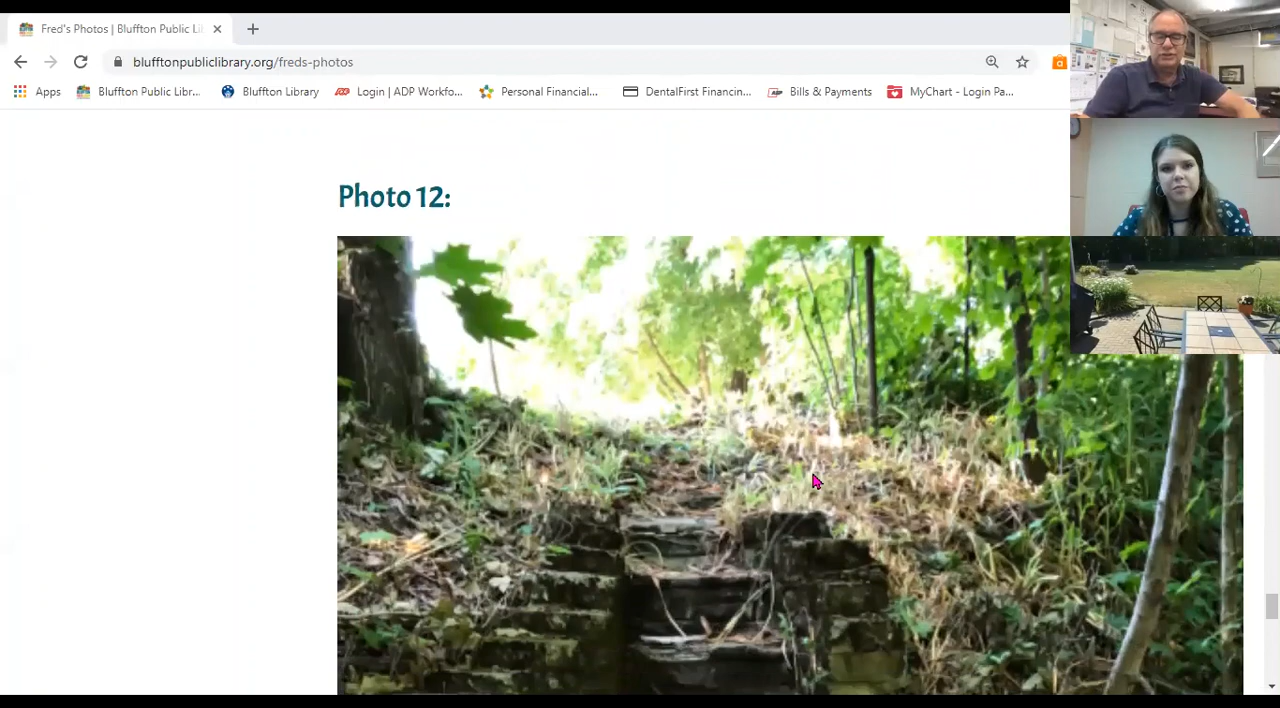 Fred's Photos | Bluffton Public Li
blufftonpubliclibrary.org/freds-photos
Apps Bluffton Public Libr... Bluffton Library Login | ADP Workfo... Personal Financial... DentalFirst Financin... Bills & Payments MyChart - Login Pa...
Photo 12: